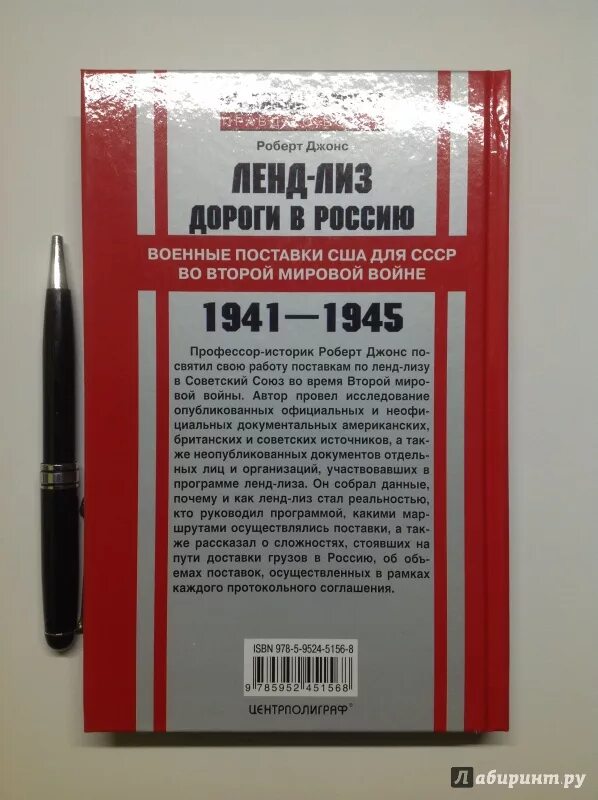 Роберт Джонс
ЛЕНД-ЛИЗ
ДОРОГИ В РОССИЮ
ВОЕННЫЕ ПОСТАВКИ США ДЛЯ СССР
ВО ВТОРОЙ МИРОВОЙ ВОЙНЕ
1941—1945
Профессор-историк Роберт Джонс по-
святил свою работу поставкам по ленд-лизу
в Советский Союз во время Второй миро-
вой войны. Автор провел исследование
опубликованных официальных и неофи-
циальных документальных американских,
британских и советских источников, а так-
же неопубликованных документов отдель-
ных лиц и организаций, участвовавших в
программе ленд-лиза. Он собрал данные,
почему и как ленд-лиз стал реальностью,
кто руководил программой, какими мар-
шрутами осуществлялись поставки, а так-
же рассказал о сложностях, стоявших на
пути доставки грузов в Россию, об объ-
емах поставок, осуществленных в рамках
каждого протокольного соглашения.
ISBN 978-5-9524-5156-8
9 785952 451568
ЦЕНТРПОЛИГРАФ®
Лабиринт.ру